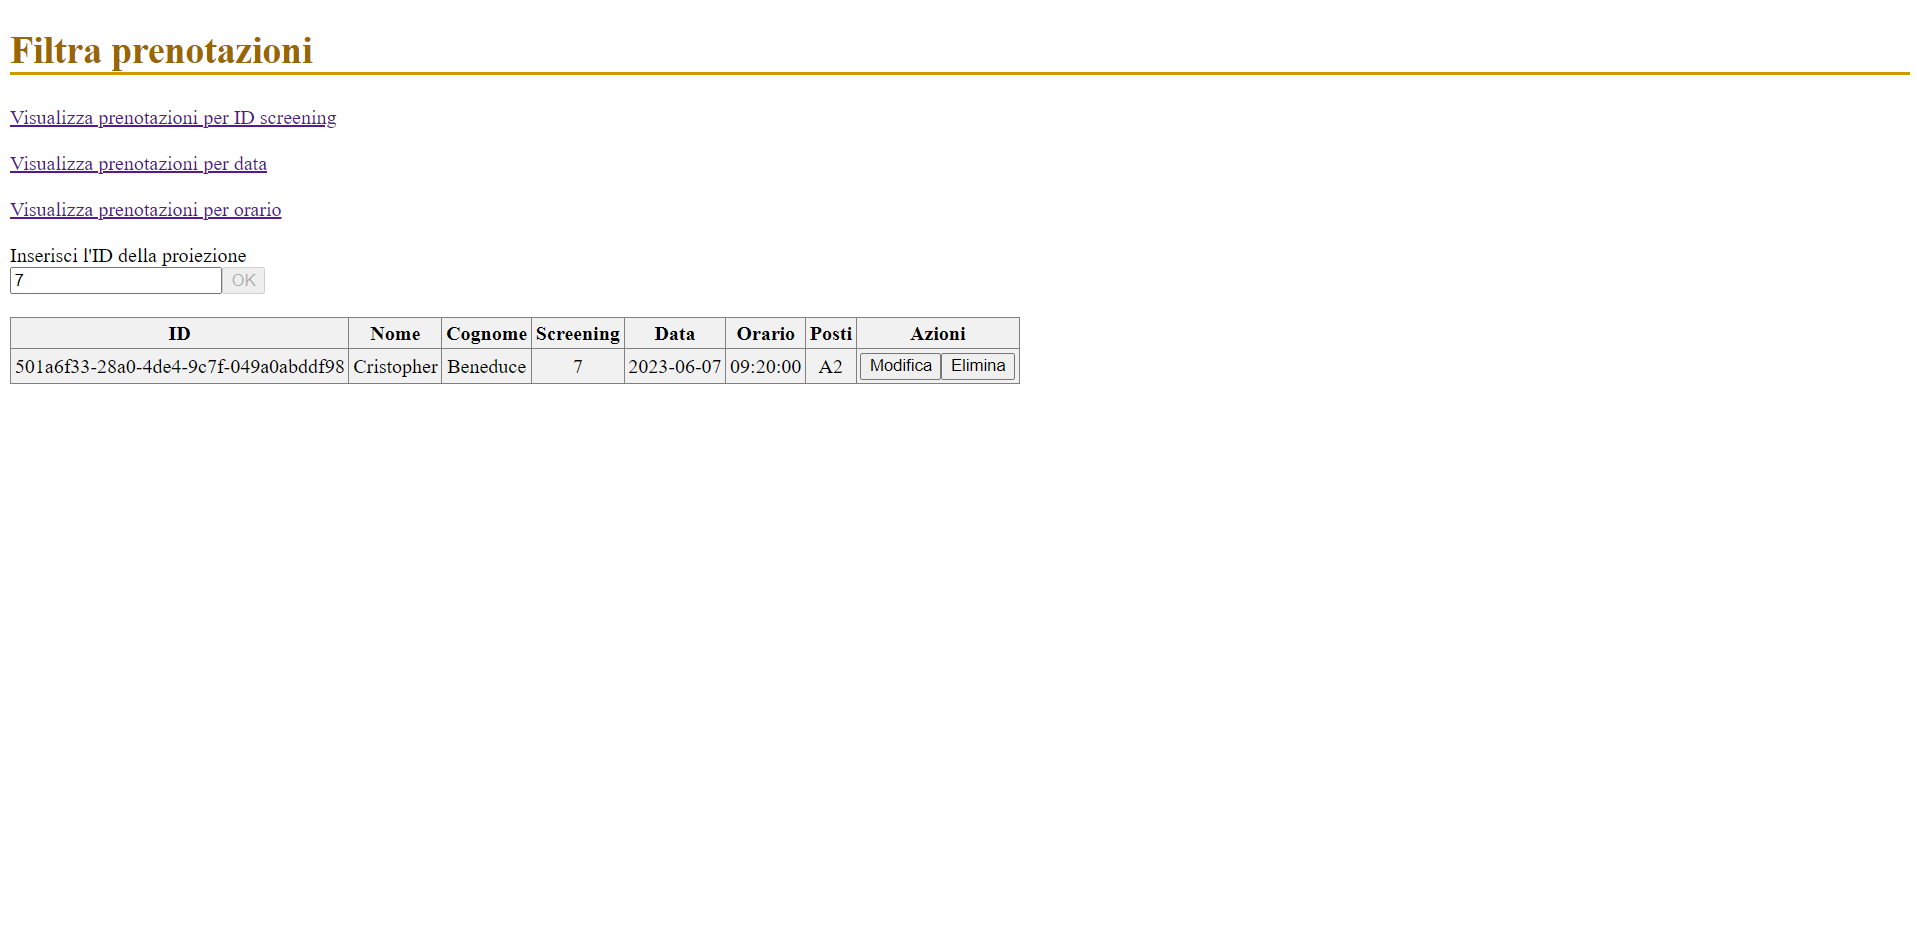 Filtra prenotazioni
Visualizza prenotazioni per ID screening
Visualizza prenotazioni per data
Visualizza prenotazioni per orario
Inserisci l'ID della proiezione
7 OK
ID Nome Cognome Screening Data Orario Posti Azioni
501a6f33-28a0-4de4-9c7f-049a0abddf98 Cristopher Beneduce 7 2023-06-07 09:20:00 A2 Modifica Elimina